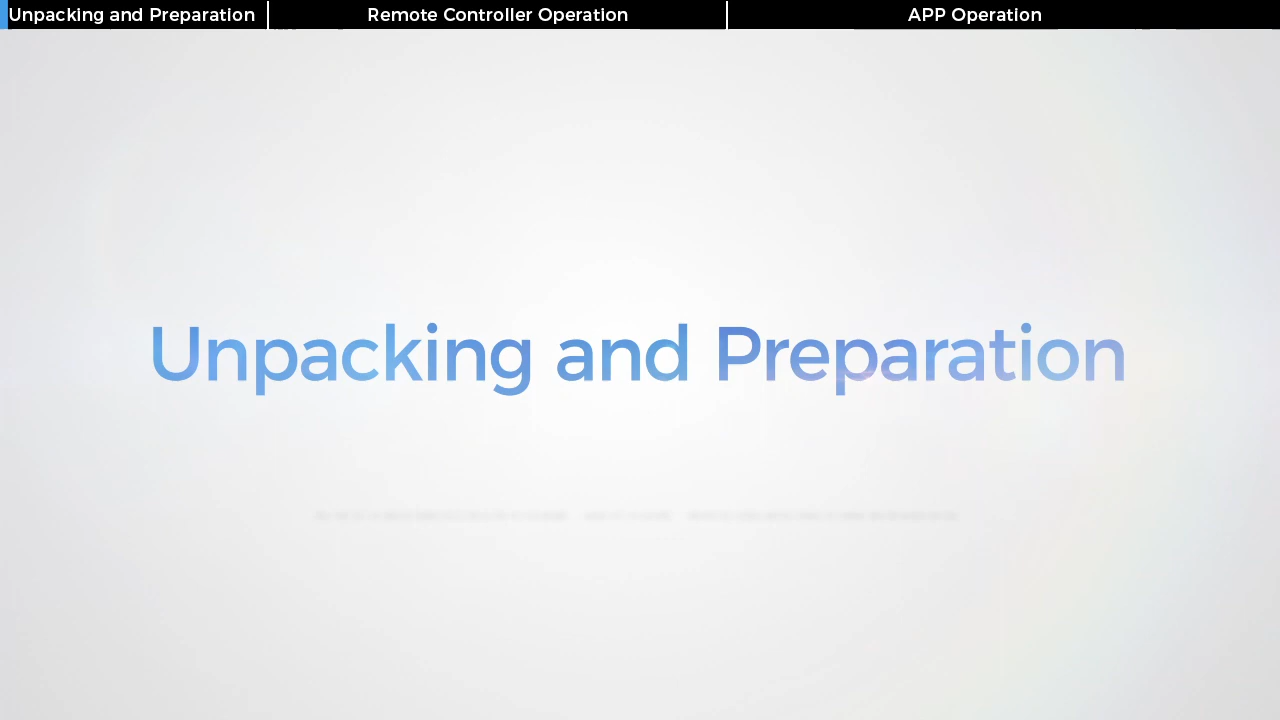 Unpacking and Preparation
Remote Controller Operation
APP Operation
Unpacking and Preparation